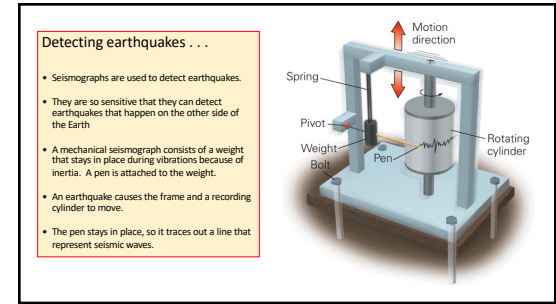 Detecting earthquakes . . .
• Seismographs are used to detect earthquakes.
• They are so sensitive that they can detect
earthquakes that happen on the other side of
the Earth
• A mechanical seismograph consists of a weight
that stays in place during vibrations because of
inertia. A pen is attached to the weight.
• An earthquake causes the frame and a recording
cylinder to move.
• The pen stays in place, so it traces out a line that
represent seismic waves.
Motion
direction
Spring
Pivot
Weight
Bolt
Pen
Rotating
cylinder